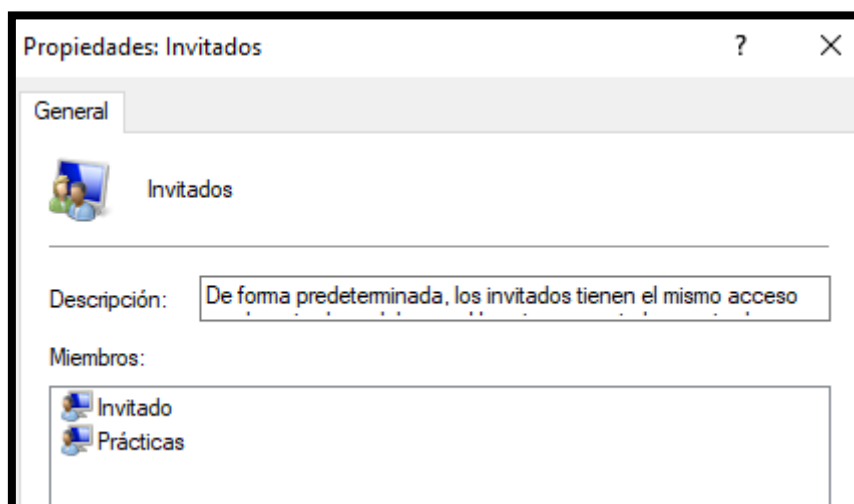 Propiedades: Invitados ? ×
General
Invitados
Descripción: De forma predeterminada, los invitados tienen el mismo acceso
Miembros:
Invitado
Prácticas